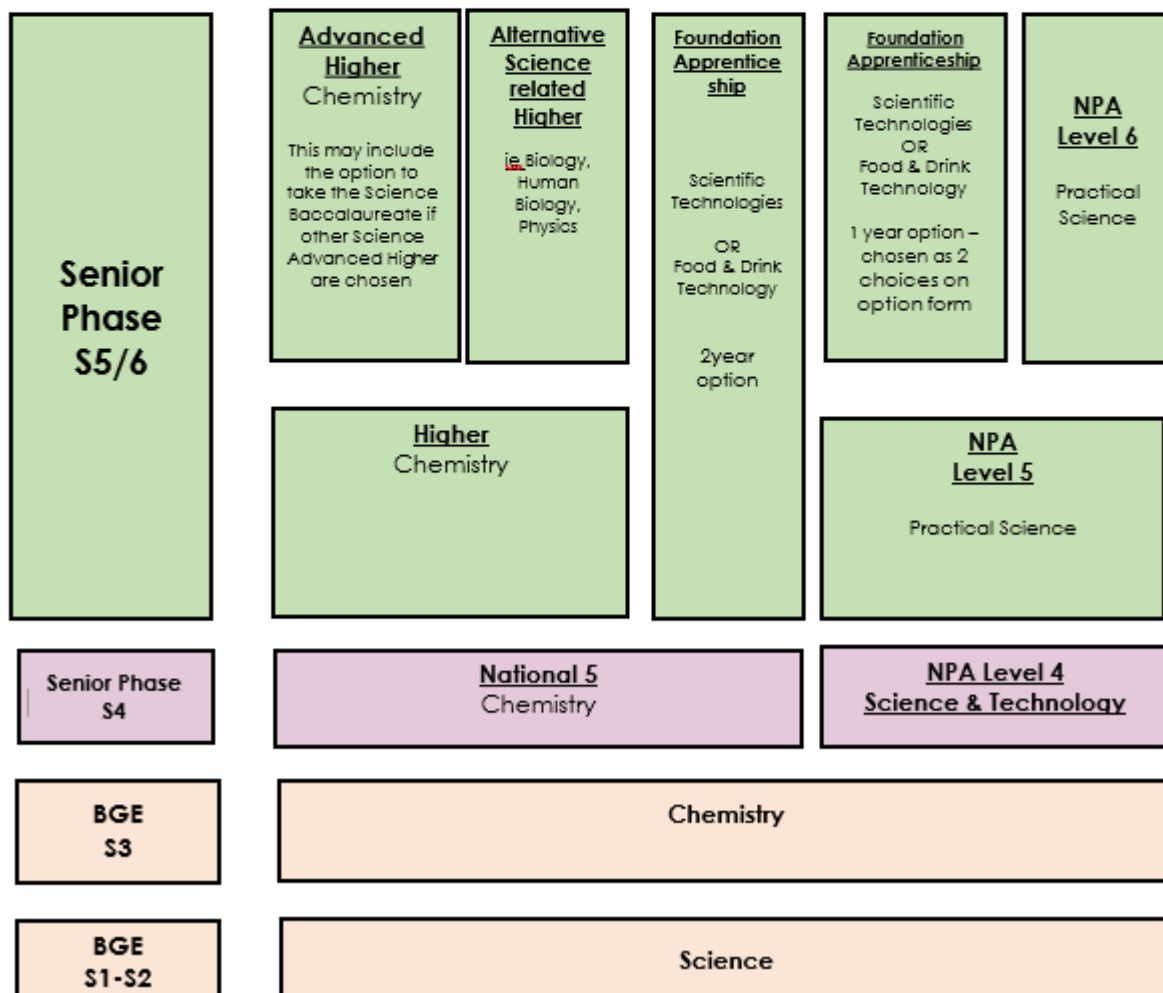 Senior
Phase
S5/6
Advanced
Higher
Chemistry
This may include
the option to
take the Science
Baccalaureate if
other Science
Advanced Higher
are chosen
Alternative
Science
related
Higher
ie Biology,
Human
Biology,
Physics
Foundation
Apprentice
ship
Scientific
Technologies
OR
Food & Drink
Technology
2year
option
Foundation
Apprenticeship
Scientific
Technologies
OR
Food & Drink
Technology
1 year option –
chosen as 2
choices on
option form
NPA
Level 6
Practical
Science
Higher
Chemistry
NPA
Level 5
Practical Science
Senior Phase
S4
National 5
Chemistry
NPA Level 4
Science & Technology
BGE
S3
Chemistry
BGE
S1-S2
Science